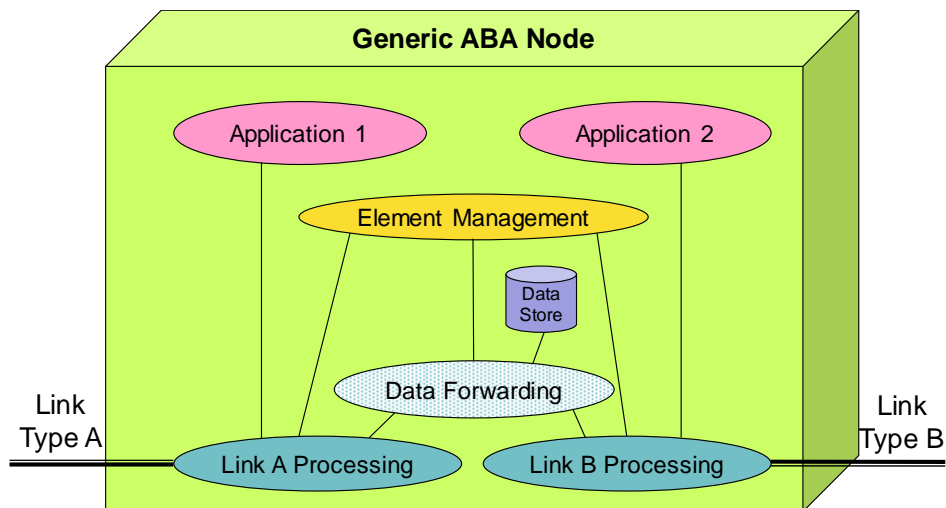 Generic ABA Node
Application 1
Application 2
Element Management
Data
Store
Data Forwarding
Link
Type A
Link
Type B
Link A Processing
Link B Processing